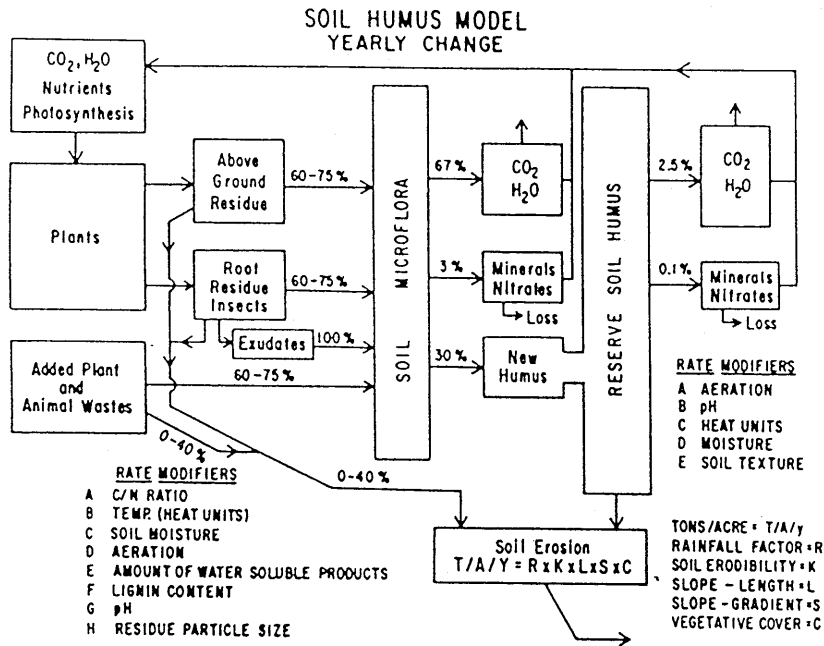 SOIL HUMUS MODEL
YEARLY CHANGE
CO2, H2O
Nutrients
Photosynthesis
Plants
Added Plant
and
Animal Wastes
Above
Ground
Residue
Root
Residue
Insects
Exudates
60-75%
60-75%
100%
60-75%
0-40%
0-40%
SOIL MICROFLORA
67%
3%
30%
CO2
H2O
Minerals
Nitrates
Loss
New
Humus
RESERVE SOIL HUMUS
2.5%
0.1%
CO2
H2O
Minerals
Nitrates
Loss
RATE MODIFIERS
A AERATION
B pH
C HEAT UNITS
D MOISTURE
E SOIL TEXTURE
RATE MODIFIERS
A C/N RATIO
B TEMP. (HEAT UNITS)
C SOIL MOISTURE
D AERATION
E AMOUNT OF WATER SOLUBLE PRODUCTS
F LIGNIN CONTENT
G pH
H RESIDUE PARTICLE SIZE
Soil Erosion
T/A/Y = R x K x L x S x C
TONS/ACRE = T/A/y
RAINFALL FACTOR = R
SOIL ERODIBILITY = K
SLOPE - LENGTH = L
SLOPE - GRADIENT = S
VEGETATIVE COVER = C